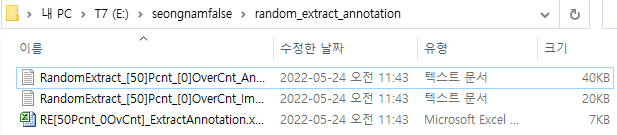 내 PC > T7 (E:) > seongnamfalse > random_extract_annotation
이름 수정한 날짜 유형 크기
RandomExtract_[50]Pcnt_[0]OverCnt_An... 2022-05-24 오전 11:43 텍스트 문서 40KB
RandomExtract_[50]Pcnt_[0]OverCnt_Im... 2022-05-24 오전 11:43 텍스트 문서 20KB
RE[50Pcnt_0OvCnt]_ExtractAnnotation.x... 2022-05-24 오전 11:43 Microsoft Excel ... 7KB